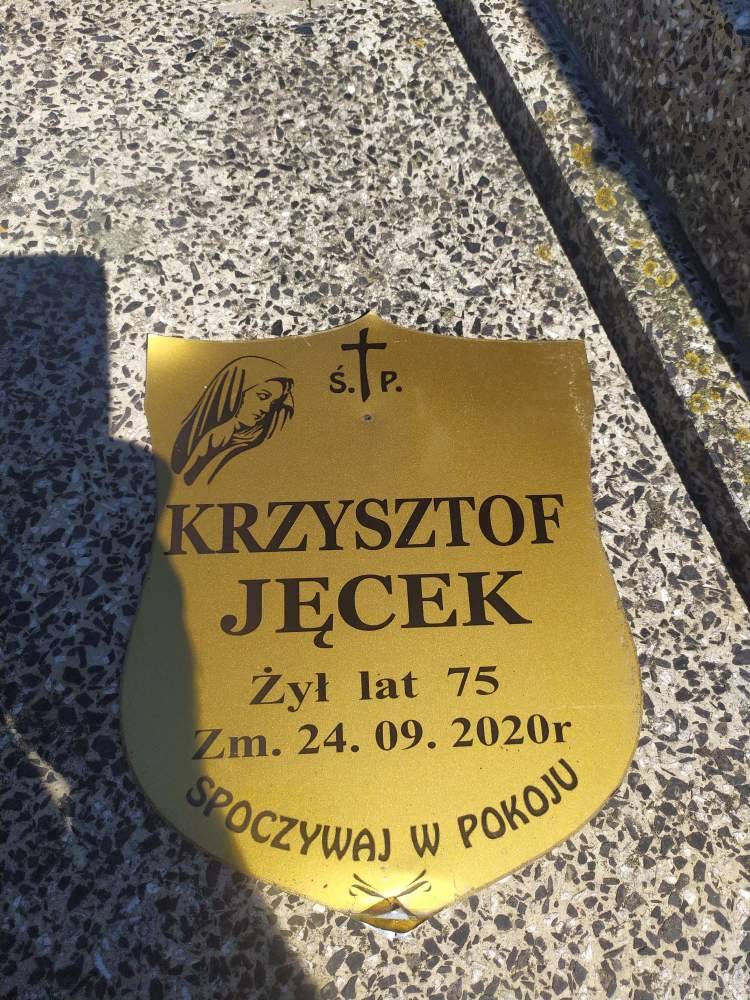 Ś. P.
KRZYSZTOF
JĘCEK
Żył lat 75
Zm. 24. 09. 2020r
SPOCZYWAJ W POKOJU